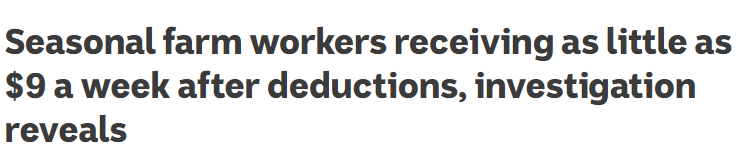 Seasonal farm workers receiving as little as
$9 a week after deductions, investigation
reveals